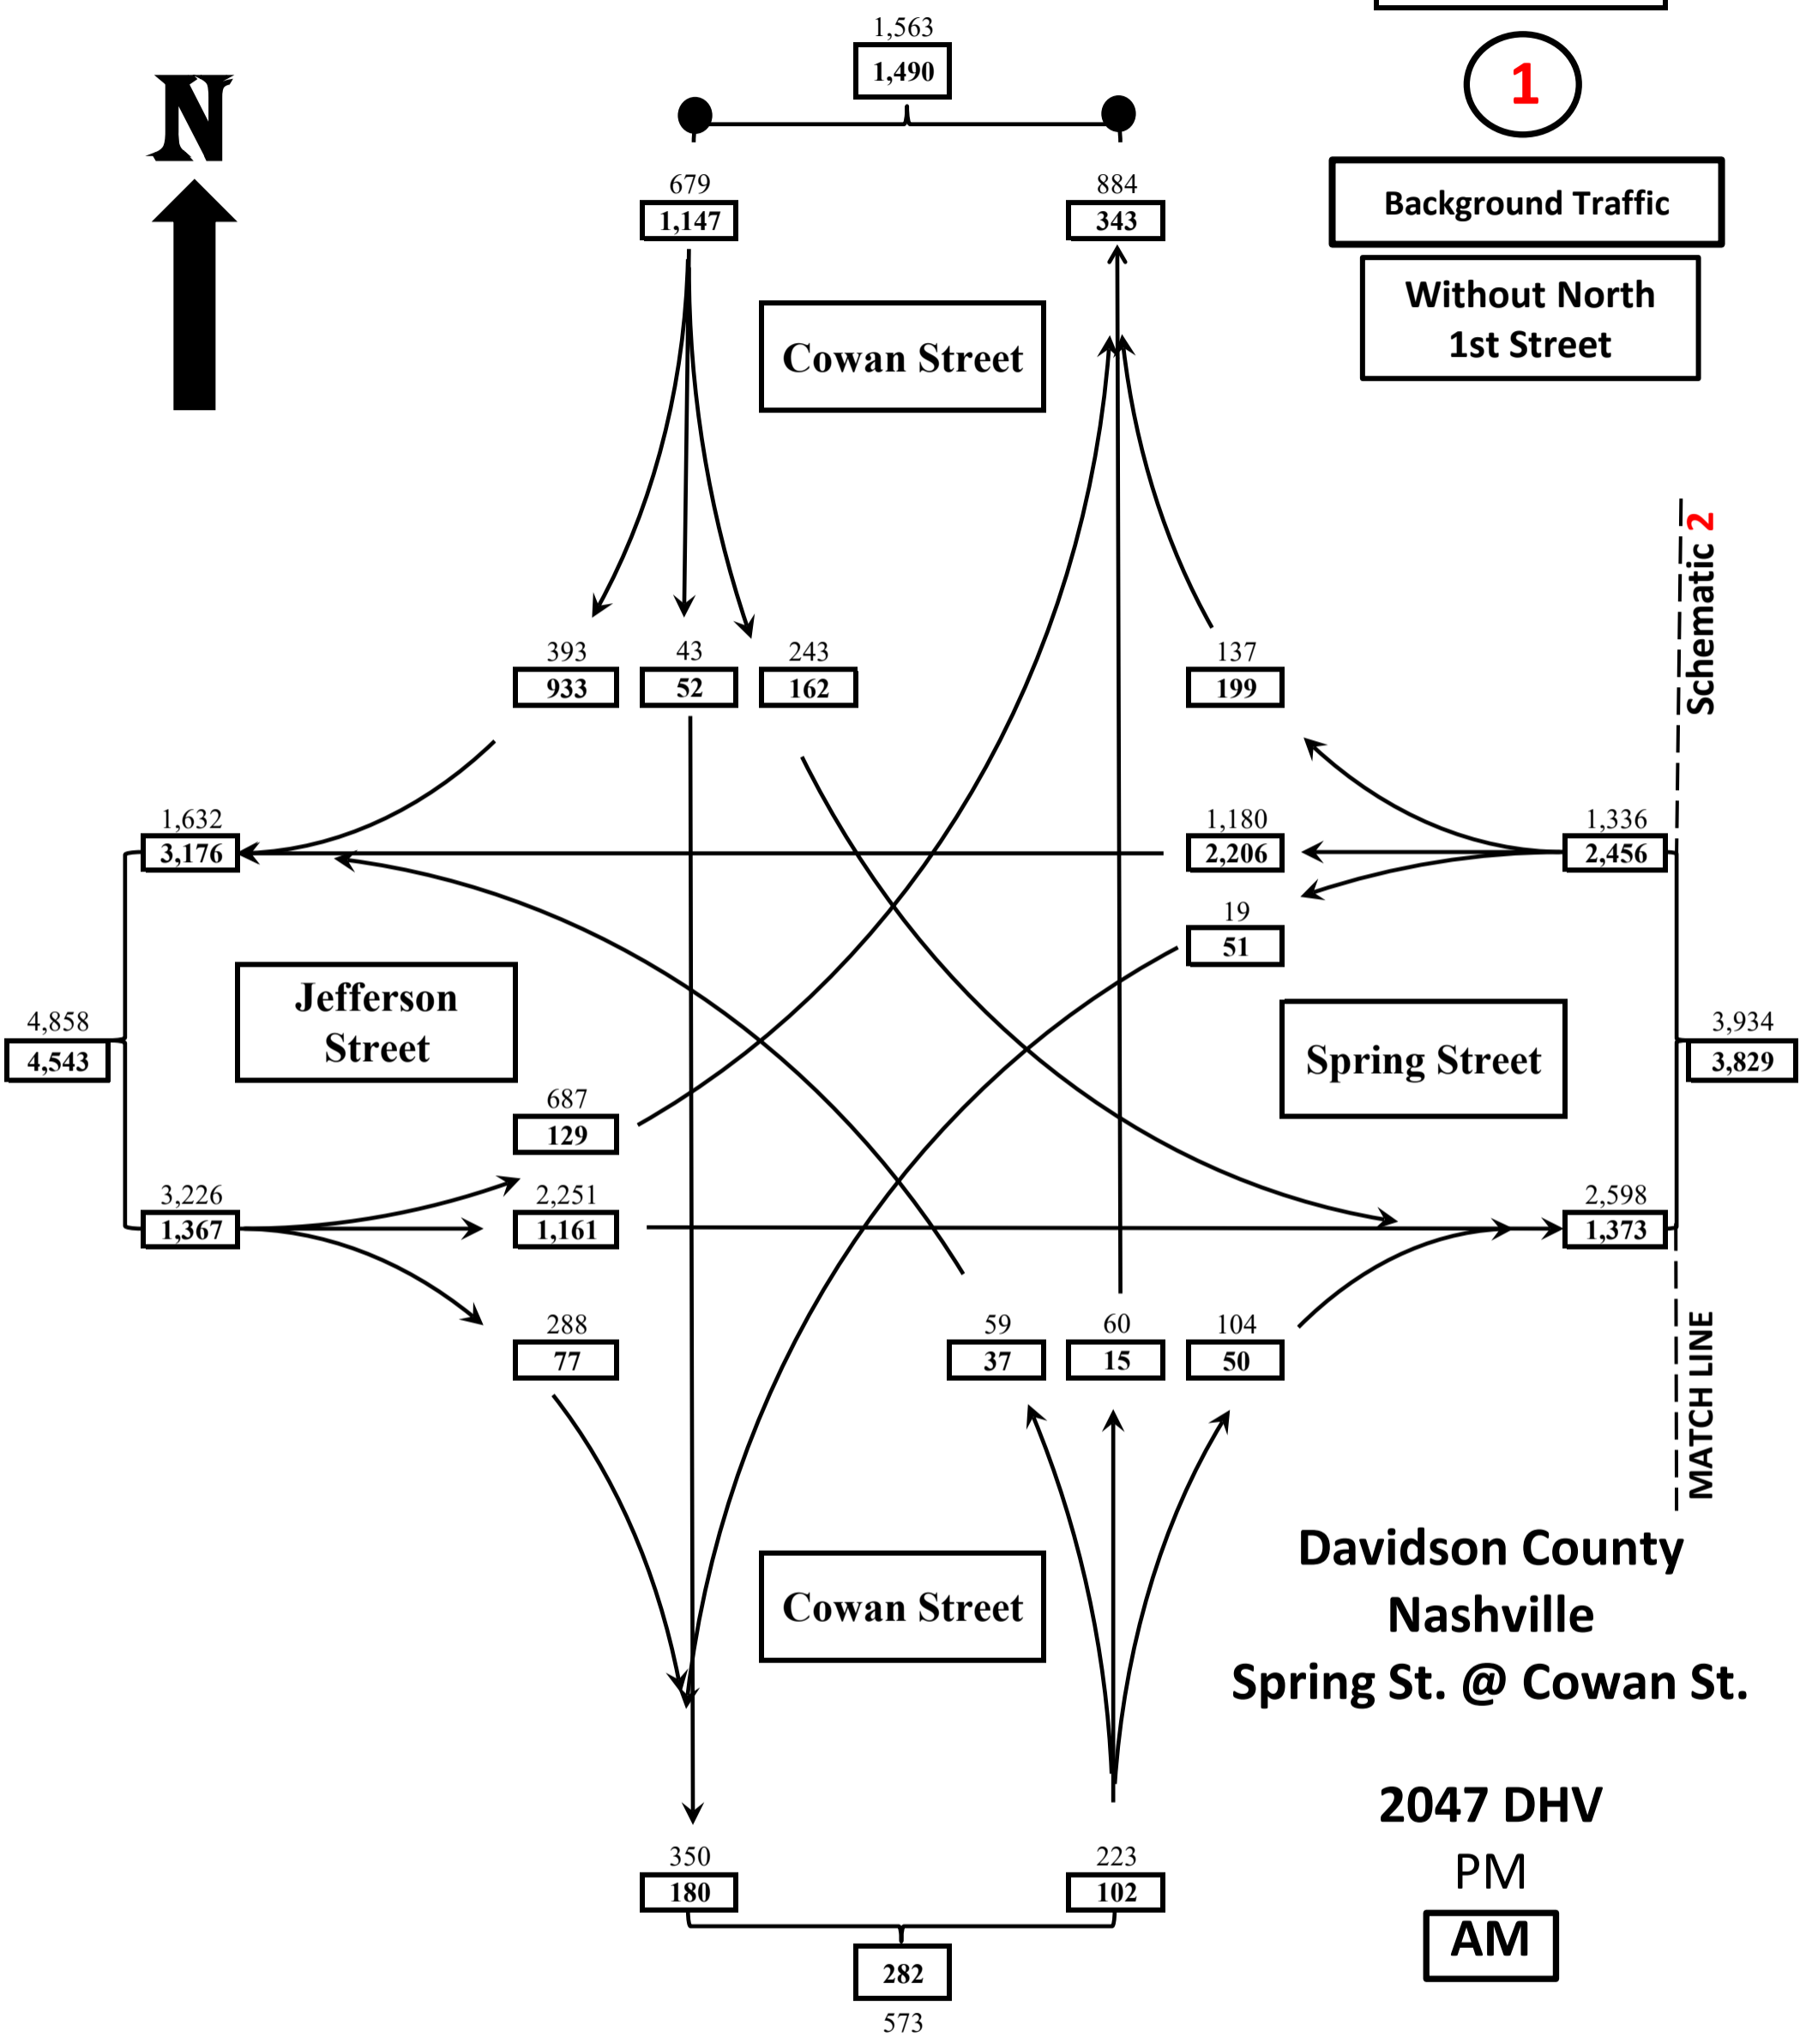 1,563
1,490
N
1
679
1,147
884
343
Background Traffic
Without North
1st Street
Cowan Street
393
933
43
52
243
162
137
199
Schematic 2
1,632
3,176
1,180
2,206
1,336
2,456
19
51
Jefferson
Street
4,858
4,543
3,934
3,829
Spring Street
687
129
3,226
1,367
2,251
1,161
2,598
1,373
288
77
59
37
60
15
104
50
MATCH LINE
Cowan Street
Davidson County
Nashville
Spring St. @ Cowan St.
2047 DHV
PM
AM
350
180
223
102
282
573